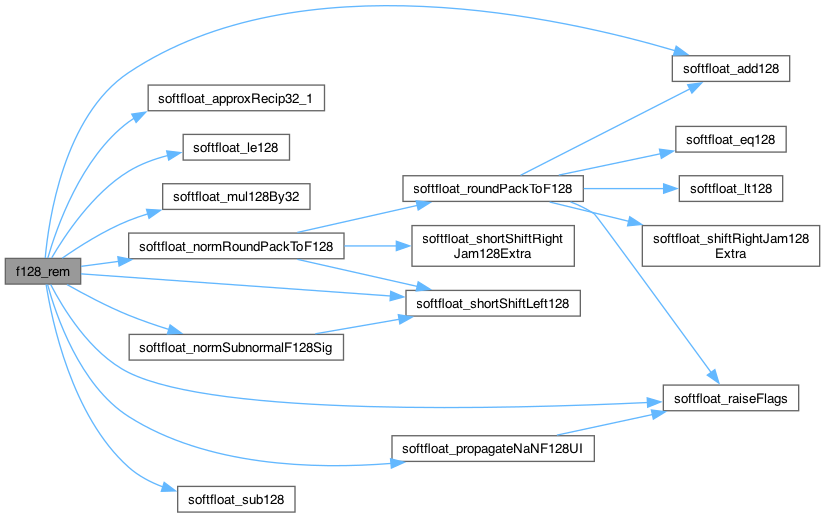 softfloat_add128
softfloat_approxRecip32_1
softfloat_eq128
softfloat_le128
softfloat_roundPackToF128
softfloat_lt128
softfloat_mul128By32
softfloat_normRoundPackToF128
softfloat_shortShiftRight
Jam128Extra
softfloat_shiftRightJam128
Extra
f128_rem
softfloat_shortShiftLeft128
softfloat_normSubnormalF128Sig
softfloat_raiseFlags
softfloat_propagateNaNF128UI
softfloat_sub128